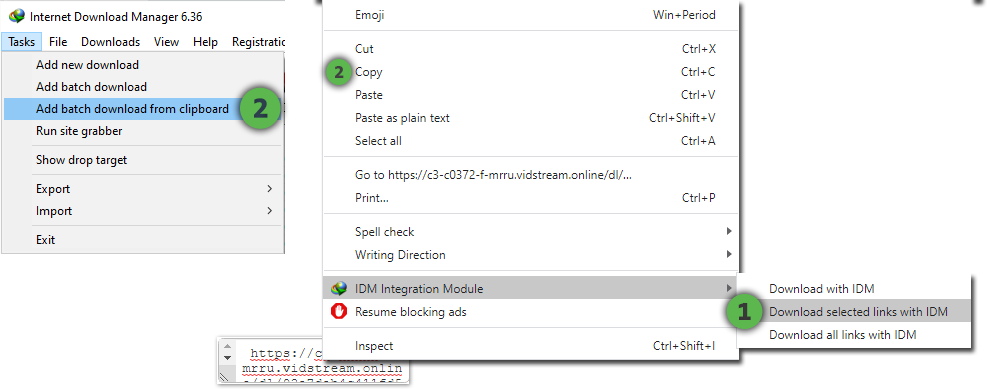 Internet Download Manager 6.36
Tasks File Downloads View Help Registratio
Add new download
Add batch download
Add batch download from clipboard 2
Run site grabber
Show drop target
Export
Import
Exit
Emoji Win+Period
Cut Ctrl+X
2 Copy Ctrl+C
Paste Ctrl+V
Paste as plain text Ctrl+Shift+V
Select all Ctrl+A
Go to https://c3-c0372-f-mrru.vidstream.online/dl/...
Print... Ctrl+P
Spell check
Writing Direction
IDM Integration Module
Resume blocking ads
Inspect Ctrl+Shift+I
Download with IDM
1 Download selected links with IDM
Download all links with IDM
https://c
mrru.vidstream.onlin